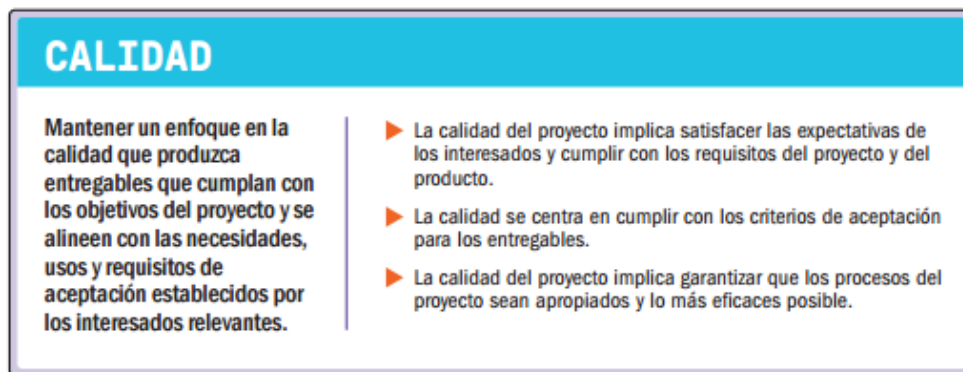 CALIDAD
Mantener un enfoque en la
calidad que produzca
entregables que cumplan con
los objetivos del proyecto y se
alineen con las necesidades,
usos y requisitos de
aceptación establecidos por
los interesados relevantes.
La calidad del proyecto implica satisfacer las expectativas de
los interesados y cumplir con los requisitos del proyecto y del
producto.
La calidad se centra en cumplir con los criterios de aceptación
para los entregables.
La calidad del proyecto implica garantizar que los procesos del
proyecto sean apropiados y lo más eficaces posible.